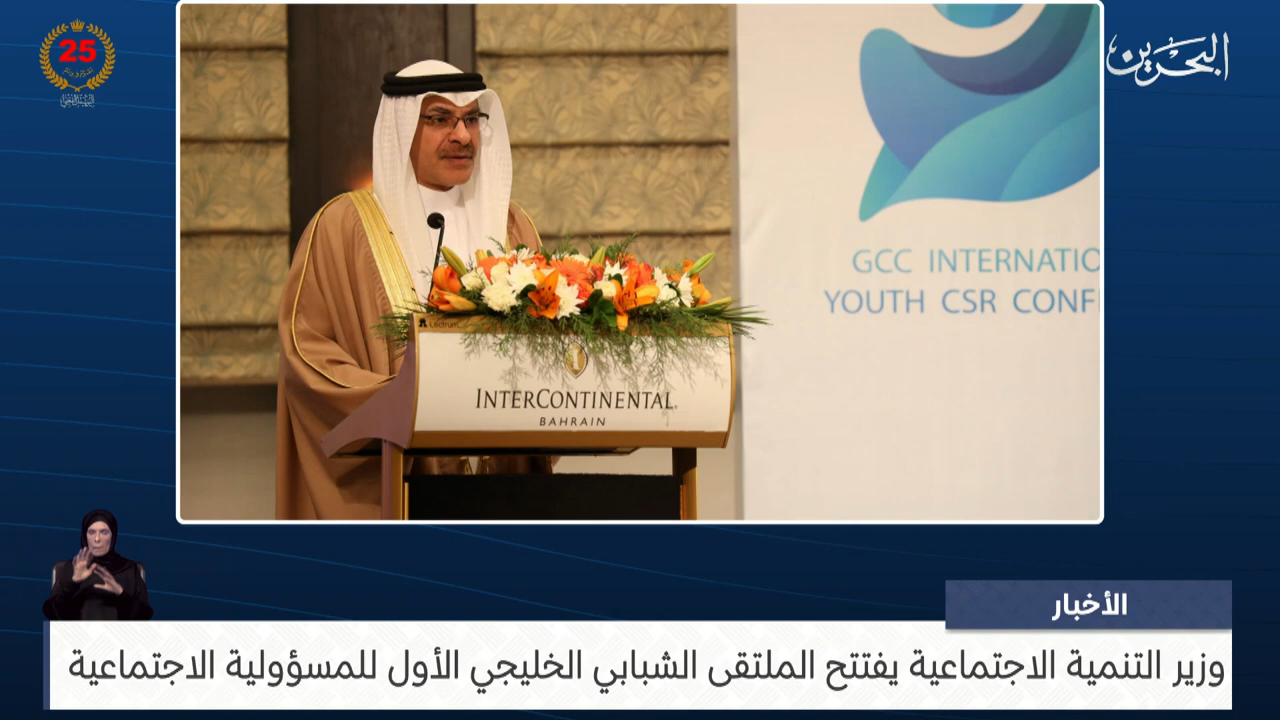 25
البحرين
GCC INTERNATIO
YOUTH CSR CONF
Lectrum
INTERCONTINENTAL
BAHRAIN
الأخبار
وزير التنمية الاجتماعية يفتتح الملتقى الشبابي الخليجي الأول للمسؤولية الاجتماعية